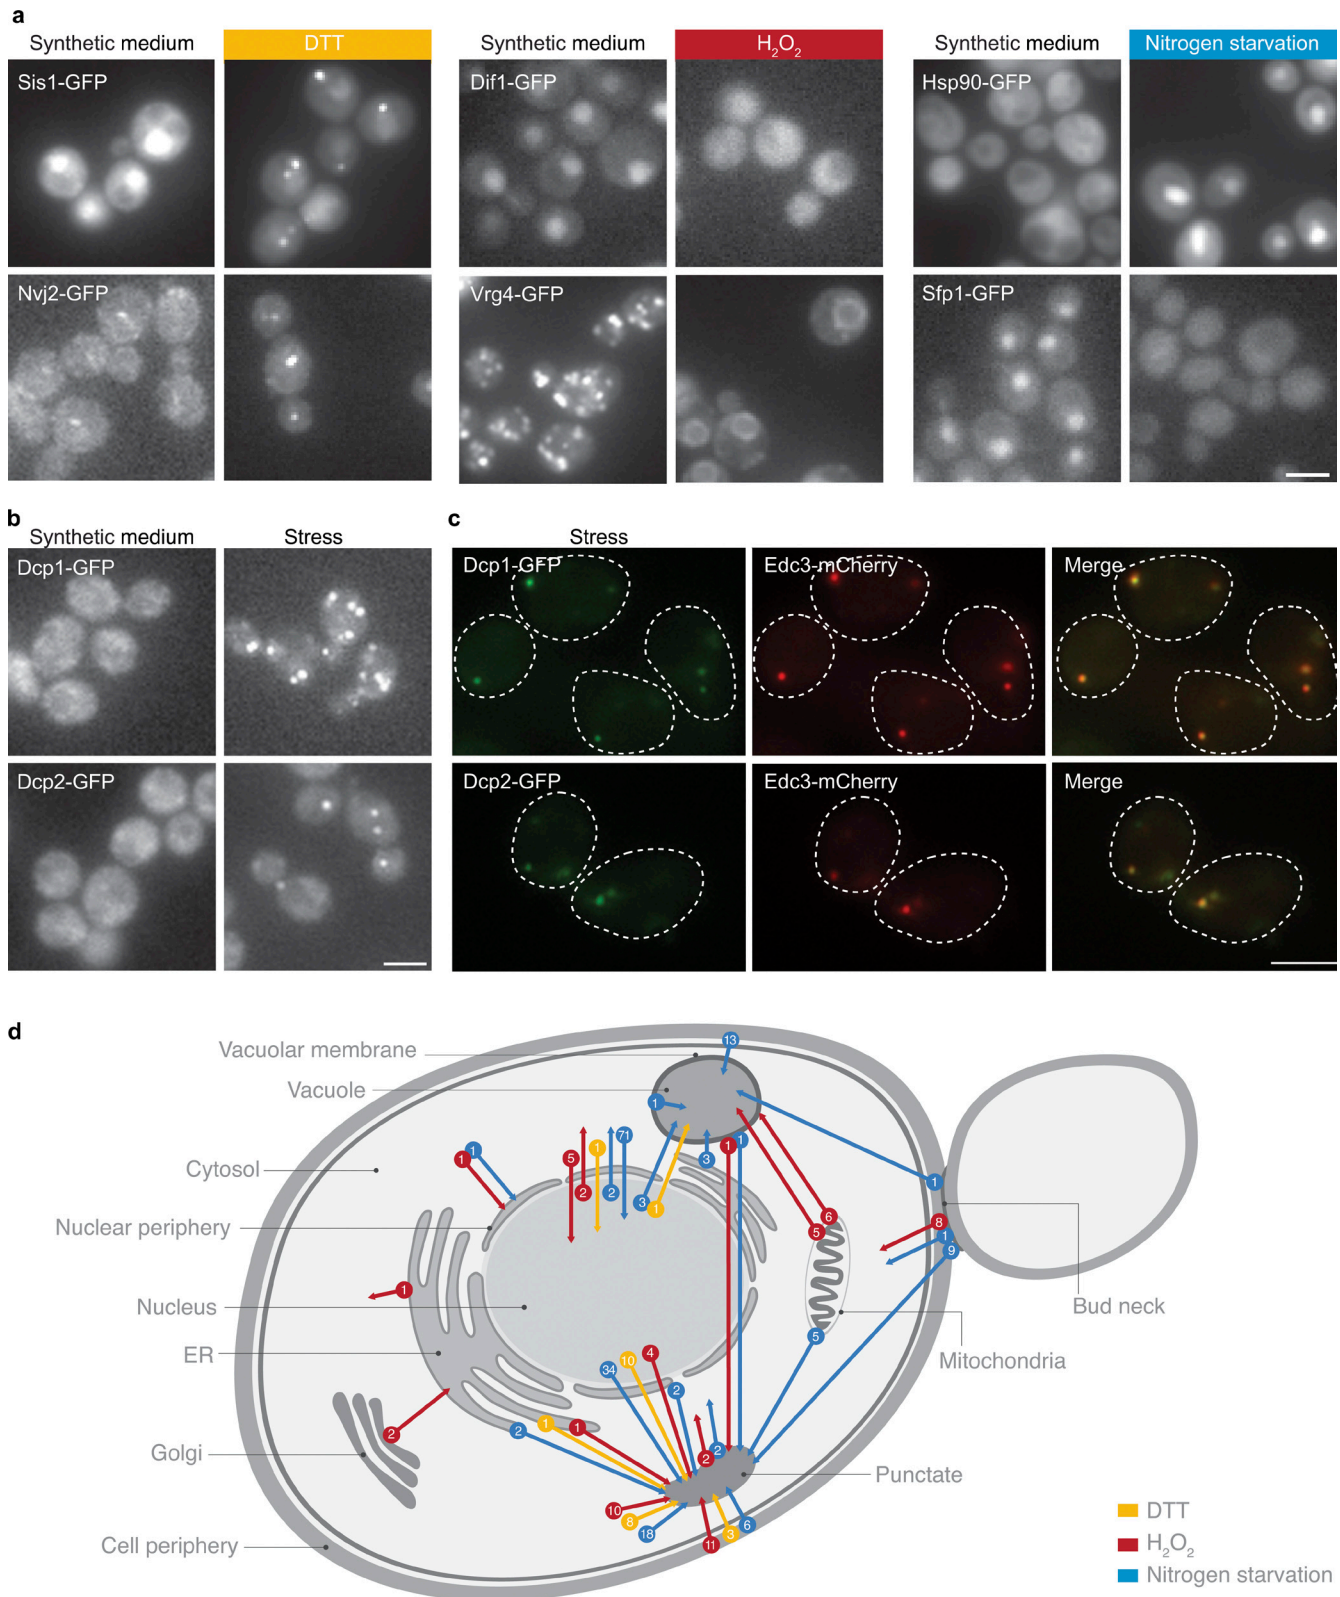 a
Synthetic medium DTT Synthetic medium H₂O₂ Synthetic medium Nitrogen starvation
Sis1-GFP Dif1-GFP Hsp90-GFP
Nvj2-GFP Vrg4-GFP Sfp1-GFP
b
Synthetic medium Stress
Dcp1-GFP
Dcp2-GFP
c
Stress
Dcp1-GFP Edc3-mCherry Merge
Dcp2-GFP Edc3-mCherry Merge
d
Vacuolar membrane
13
Vacuole
1
Cytosol
1 1 5 2 1 2 71 3 1 3 1 1
Nuclear periphery
6 5
1
8
1
9
Bud neck
1
Nucleus
ER
5
Mitochondria
34 10 4 2
2 1 1
2
Golgi
2 2
Punctate
10
8
18
11
3
6
Cell periphery
DTT
H₂O₂
Nitrogen starvation